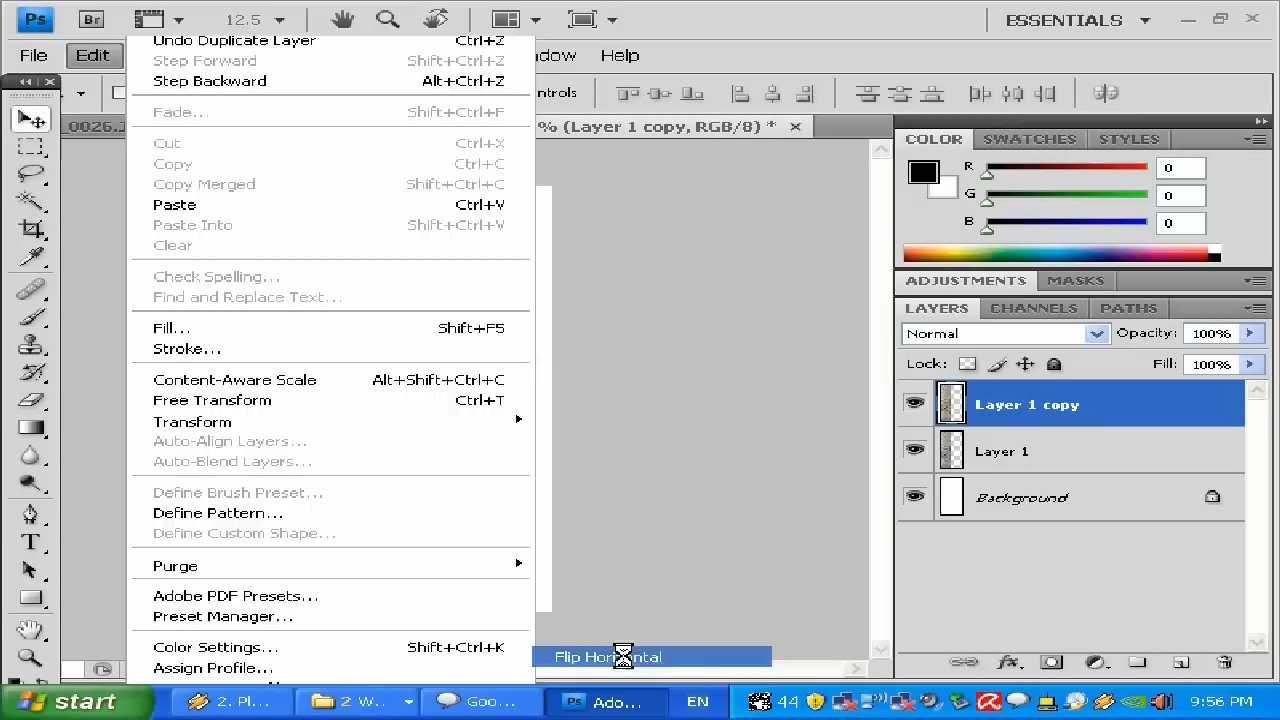 Ps Br 12.5 ESSENTIALS
File Edit Help
Undo Duplicate Layer Ctrl+Z
Step Forward Shift+Ctrl+Z
Step Backward Alt+Ctrl+Z
Fade... Shift+Ctrl+F
Cut Ctrl+X
Copy Ctrl+C
Copy Merged Shift+Ctrl+C
Paste Ctrl+V
Paste Into Shift+Ctrl+V
Clear
Check Spelling...
Find and Replace Text...
Fill... Shift+F5
Stroke...
Content-Aware Scale Alt+Shift+Ctrl+C
Free Transform Ctrl+T
Transform
Auto-Align Layers...
Auto-Blend Layers...
Define Brush Preset...
Define Pattern...
Define Custom Shape...
Purge
Adobe PDF Presets...
Preset Manager...
Color Settings... Shift+Ctrl+K
Assign Profile...
Flip Horizontal
% (Layer 1 copy, RGB/8) *
COLOR SWATCHES STYLES
R 0
G 0
B 0
ADJUSTMENTS MASKS
LAYERS CHANNELS PATHS
Normal Opacity: 100%
Lock: Fill: 100%
Layer 1 copy
Layer 1
Background
start 2. Pl... 2 W... Goo... Ps Ado... EN 44 9:56 PM